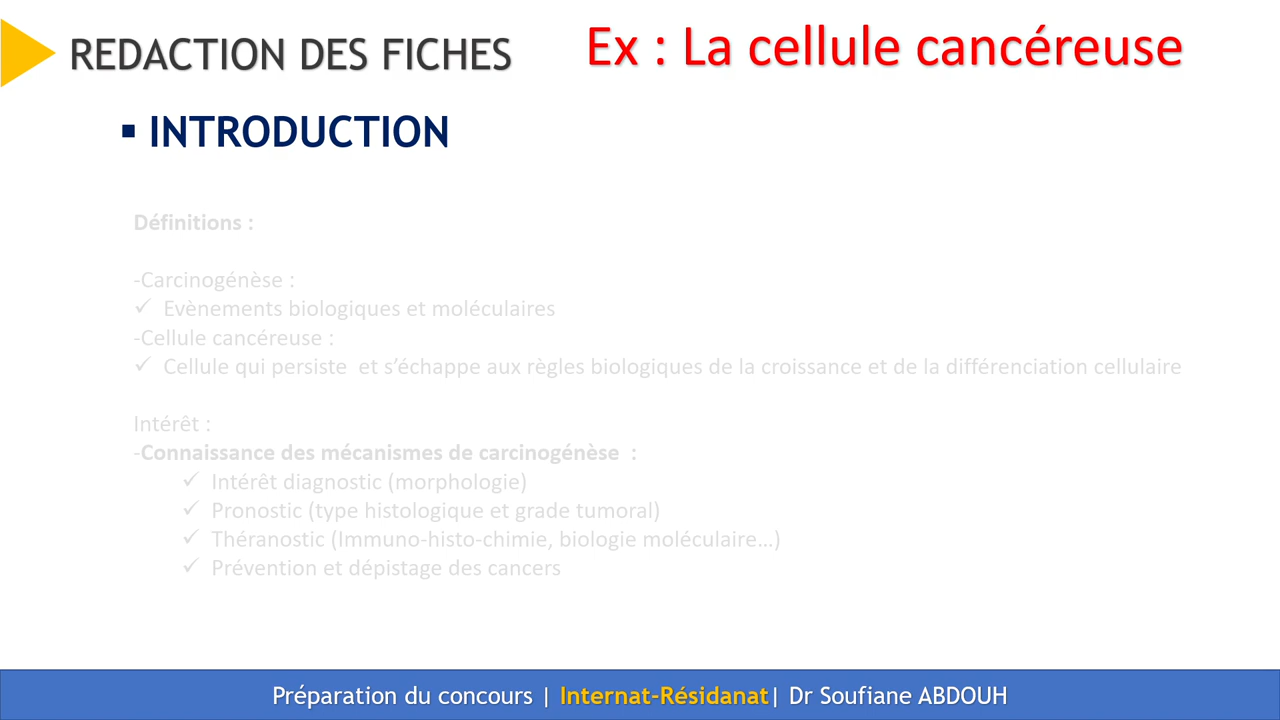 REDACTION DES FICHES
Ex : La cellule cancéreuse
▪ INTRODUCTION
Définitions :
-Carcinogénèse :
✓ Evènements biologiques et moléculaires
-Cellule cancéreuse :
✓ Cellule qui persiste et s’échappe aux règles biologiques de la croissance et de la différenciation cellulaire
Intérêt :
-Connaissance des mécanismes de carcinogénèse :
✓ Intérêt diagnostic (morphologie)
✓ Pronostic (type histologique et grade tumoral)
✓ Théranostic (Immuno-histo-chimie, biologie moléculaire…)
✓ Prévention et dépistage des cancers
Préparation du concours | Internat-Résidanat| Dr Soufiane ABDOUH